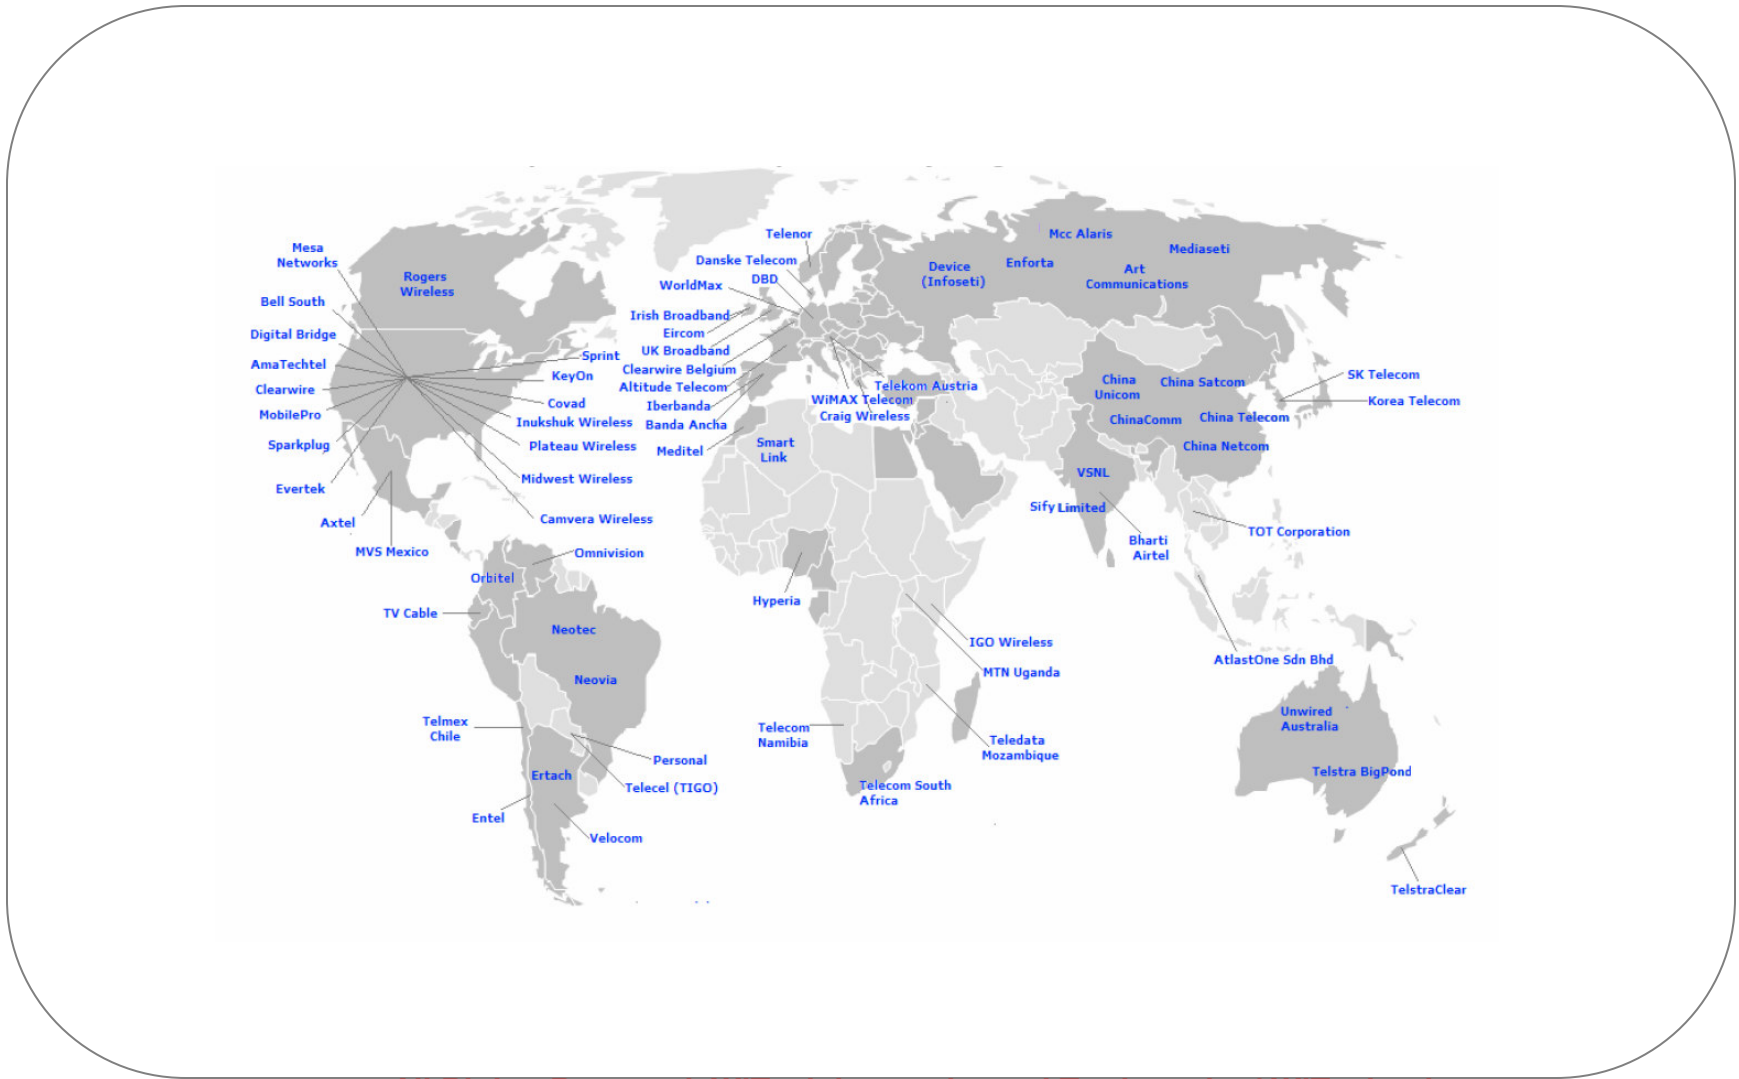 Mesa
Networks
Bell South
Digital Bridge
AmaTechtel
Clearwire
MobilePro
Sparkplug
Evertek
Axtel
MVS Mexico
Rogers
Wireless
Sprint
KeyOn
Covad
Inukshuk Wireless
Plateau Wireless
Midwest Wireless
Camvera Wireless
Omnivision
Orbitel
TV Cable
Neotec
Neovia
Telmex
Chile
Personal
Ertach
Telecel (TIGO)
Entel
Velocom
Telenor
Danske Telecom
DBD
WorldMax
Irish Broadband
Eircom
UK Broadband
Clearwire Belgium
Altitude Telecom
Iberbanda
Banda Ancha
Meditel
Telekom Austria
WiMAX Telecom
Craig Wireless
Smart
Link
Hyperia
IGO Wireless
MTN Uganda
Telecom
Namibia
Teledata
Mozambique
Telecom South
Africa
Mcc Alaris
Mediaseti
Enforta
Device
(Infoseti)
Art
Communications
China
Unicom
China Satcom
ChinaComm
China Telecom
China Netcom
SK Telecom
Korea Telecom
VSNL
Sify Limited
Bharti
Airtel
TOT Corporation
AtlastOne Sdn Bhd
Unwired
Australia
Telstra BigPond
TelstraClear